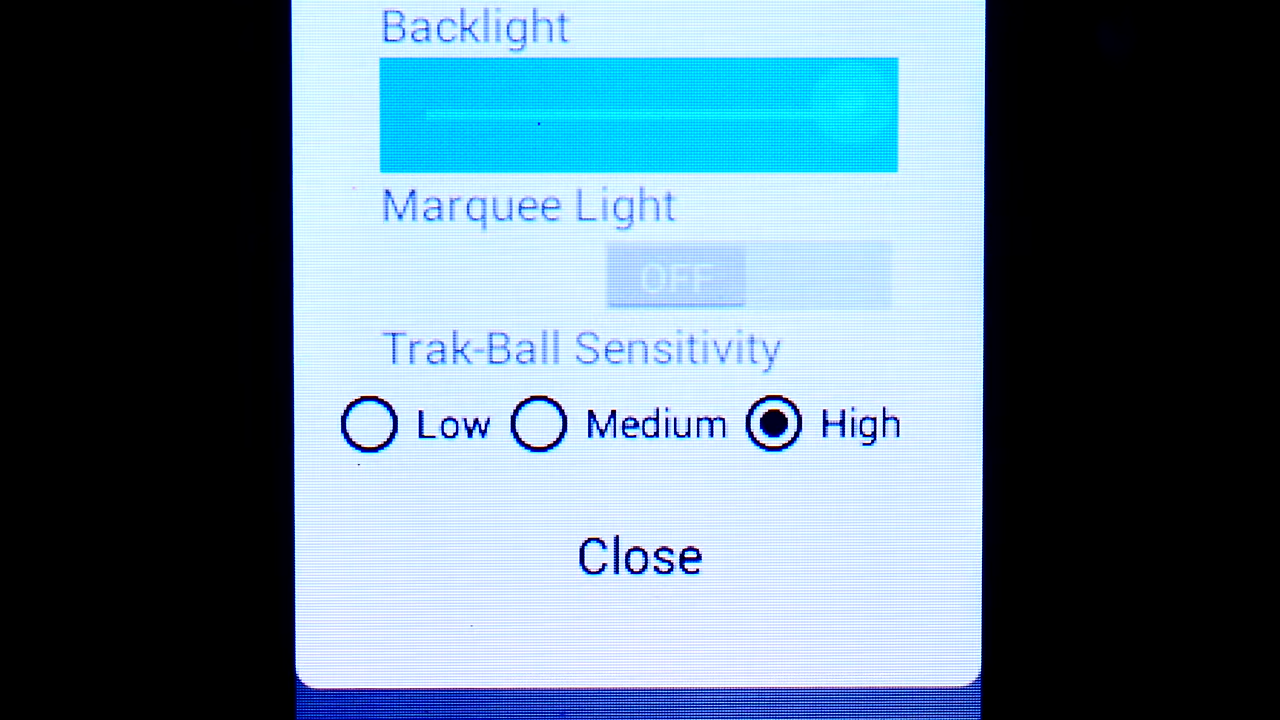 Backlight
Marquee Light
OFF
Trak-Ball Sensitivity
Low Medium High
Close